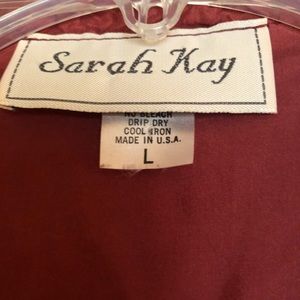 Sarah Kay
NO BLEACH
DRIP DRY
COOL IRON
MADE IN U.S.A.
L